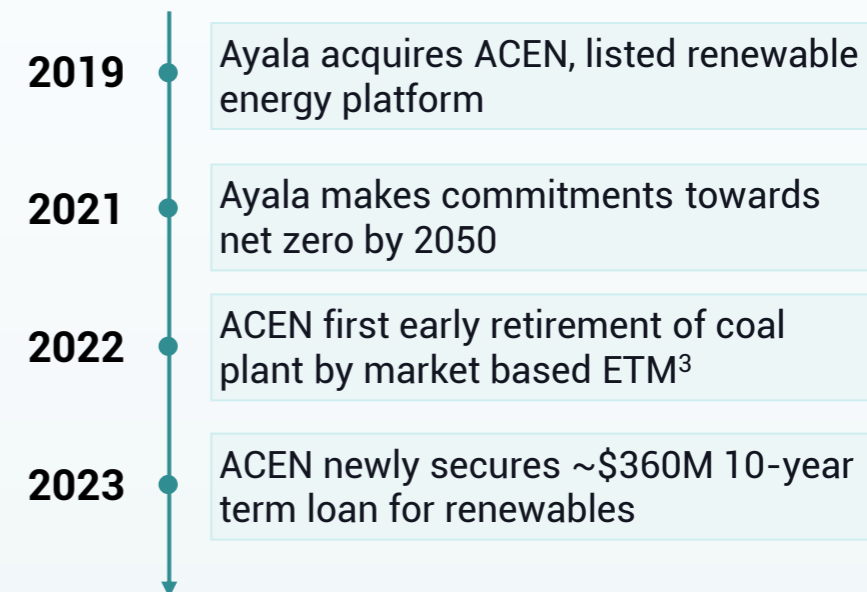 2019
Ayala acquires ACEN, listed renewable
energy platform
2021
Ayala makes commitments towards
net zero by 2050
2022
ACEN first early retirement of coal
plant by market based ETM³
2023
ACEN newly secures ~$360M 10-year
term loan for renewables